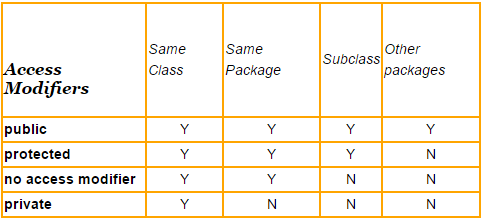 Access Modifiers Same Class Same Package Subclass Other packages
public Y Y Y Y
protected Y Y Y N
no access modifier Y Y N N
private Y N N N